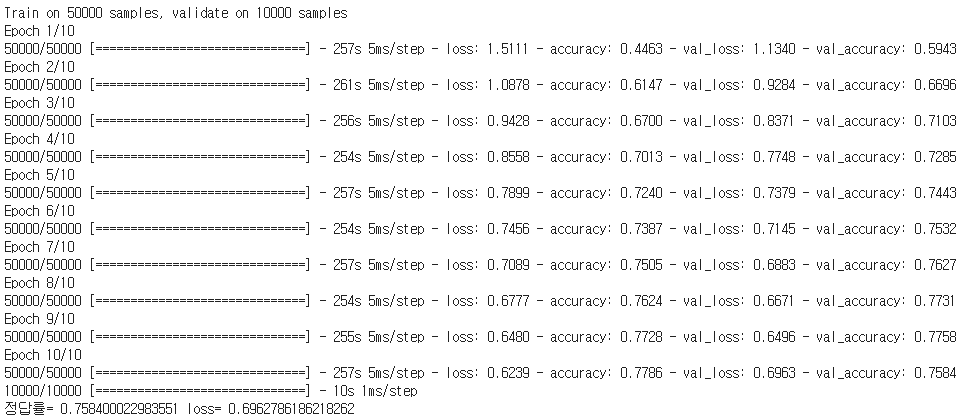 Train on 50000 samples, validate on 10000 samples
Epoch 1/10
50000/50000 [==============================] - 257s 5ms/step - loss: 1.5111 - accuracy: 0.4463 - val_loss: 1.1340 - val_accuracy: 0.5943
Epoch 2/10
50000/50000 [==============================] - 261s 5ms/step - loss: 1.0878 - accuracy: 0.6147 - val_loss: 0.9284 - val_accuracy: 0.6696
Epoch 3/10
50000/50000 [==============================] - 256s 5ms/step - loss: 0.9428 - accuracy: 0.6700 - val_loss: 0.8371 - val_accuracy: 0.7103
Epoch 4/10
50000/50000 [==============================] - 254s 5ms/step - loss: 0.8558 - accuracy: 0.7013 - val_loss: 0.7748 - val_accuracy: 0.7285
Epoch 5/10
50000/50000 [==============================] - 257s 5ms/step - loss: 0.7899 - accuracy: 0.7240 - val_loss: 0.7379 - val_accuracy: 0.7443
Epoch 6/10
50000/50000 [==============================] - 254s 5ms/step - loss: 0.7456 - accuracy: 0.7387 - val_loss: 0.7145 - val_accuracy: 0.7532
Epoch 7/10
50000/50000 [==============================] - 257s 5ms/step - loss: 0.7089 - accuracy: 0.7505 - val_loss: 0.6883 - val_accuracy: 0.7627
Epoch 8/10
50000/50000 [==============================] - 254s 5ms/step - loss: 0.6777 - accuracy: 0.7624 - val_loss: 0.6671 - val_accuracy: 0.7731
Epoch 9/10
50000/50000 [==============================] - 255s 5ms/step - loss: 0.6480 - accuracy: 0.7728 - val_loss: 0.6496 - val_accuracy: 0.7758
Epoch 10/10
50000/50000 [==============================] - 257s 5ms/step - loss: 0.6239 - accuracy: 0.7786 - val_loss: 0.6963 - val_accuracy: 0.7584
10000/10000 [==============================] - 10s 1ms/step
정답률= 0.758400022983551 loss= 0.6962786186218262